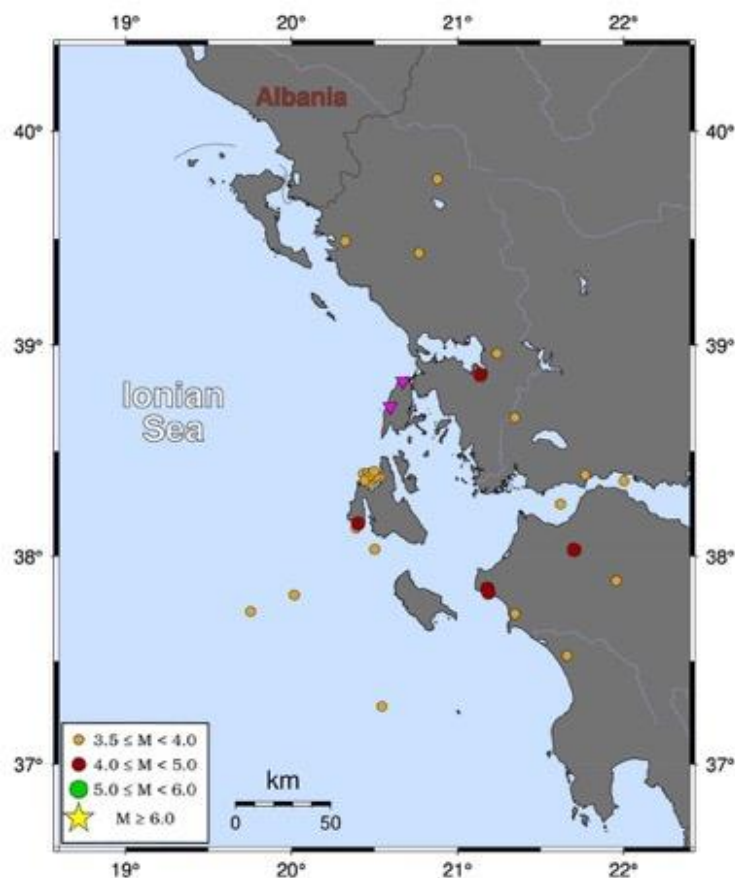 19° 20° 21° 22°
Albania
40° 40°
39° 39°
Ionian
Sea
38° 38°
3.5 ≤ M < 4.0
4.0 ≤ M < 5.0
5.0 ≤ M < 6.0
M ≥ 6.0
37° 37°
km
0 50
19° 20° 21° 22°